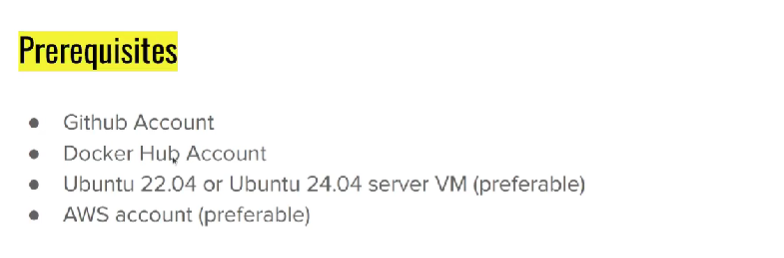 Prerequisites
● Github Account
● Docker Hub Account
● Ubuntu 22.04 or Ubuntu 24.04 server VM (preferable)
● AWS account (preferable)